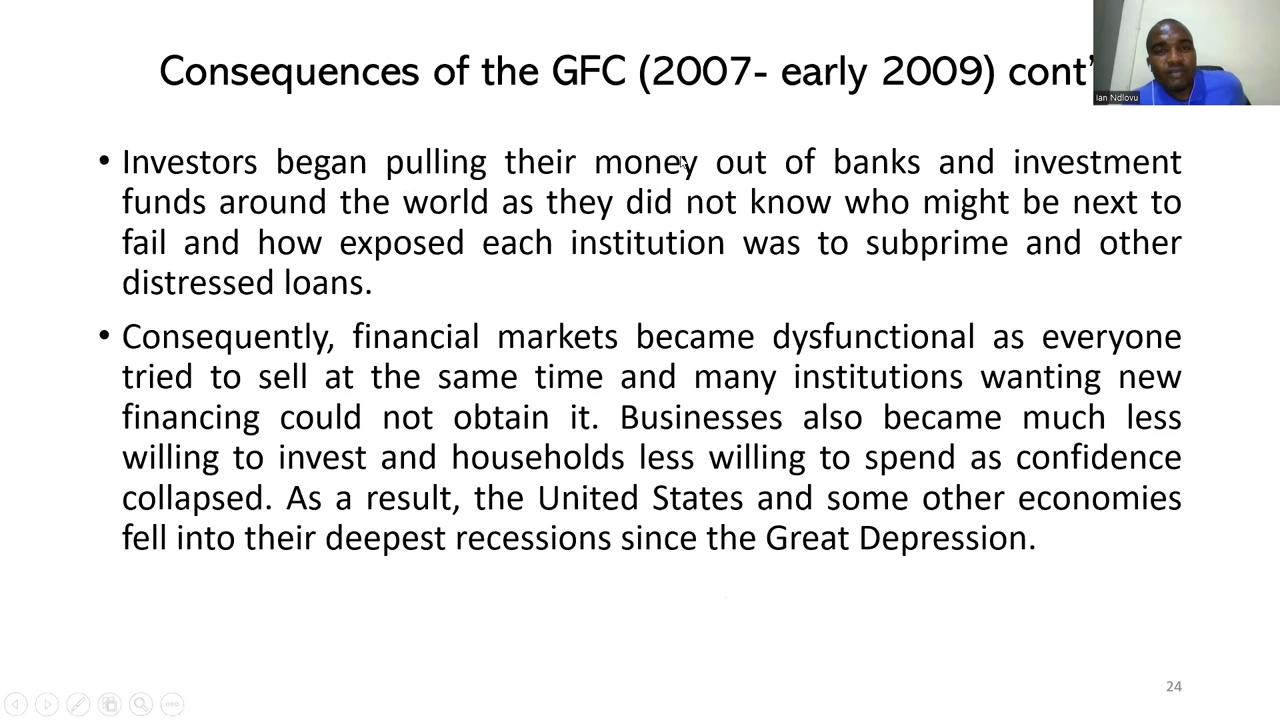 Consequences of the GFC (2007- early 2009) cont'
Ian Ndlovu
• Investors began pulling their money out of banks and investment
funds around the world as they did not know who might be next to
fail and how exposed each institution was to subprime and other
distressed loans.
• Consequently, financial markets became dysfunctional as everyone
tried to sell at the same time and many institutions wanting new
financing could not obtain it. Businesses also became much less
willing to invest and households less willing to spend as confidence
collapsed. As a result, the United States and some other economies
fell into their deepest recessions since the Great Depression.
24